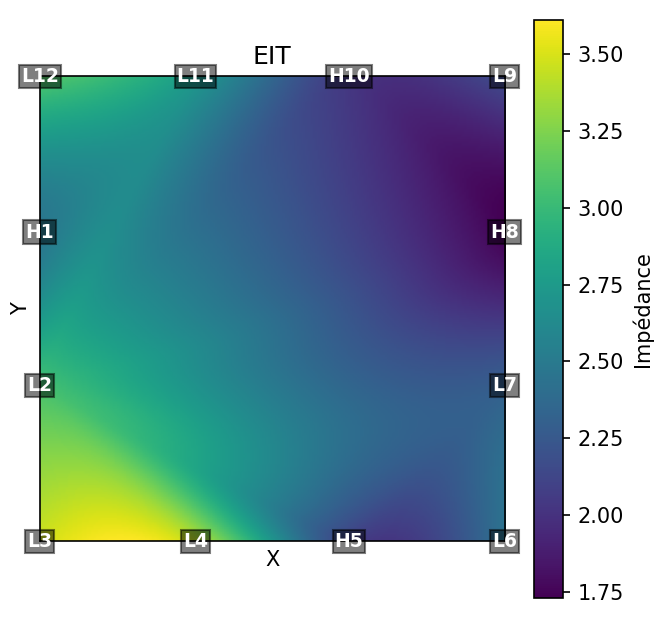 EIT
L12 L11 H10 L9
H1 H8
L2 L7
L3 L4 H5 L6
X
Y
3.50
3.25
3.00
2.75
2.50
2.25
2.00
1.75
Impédance